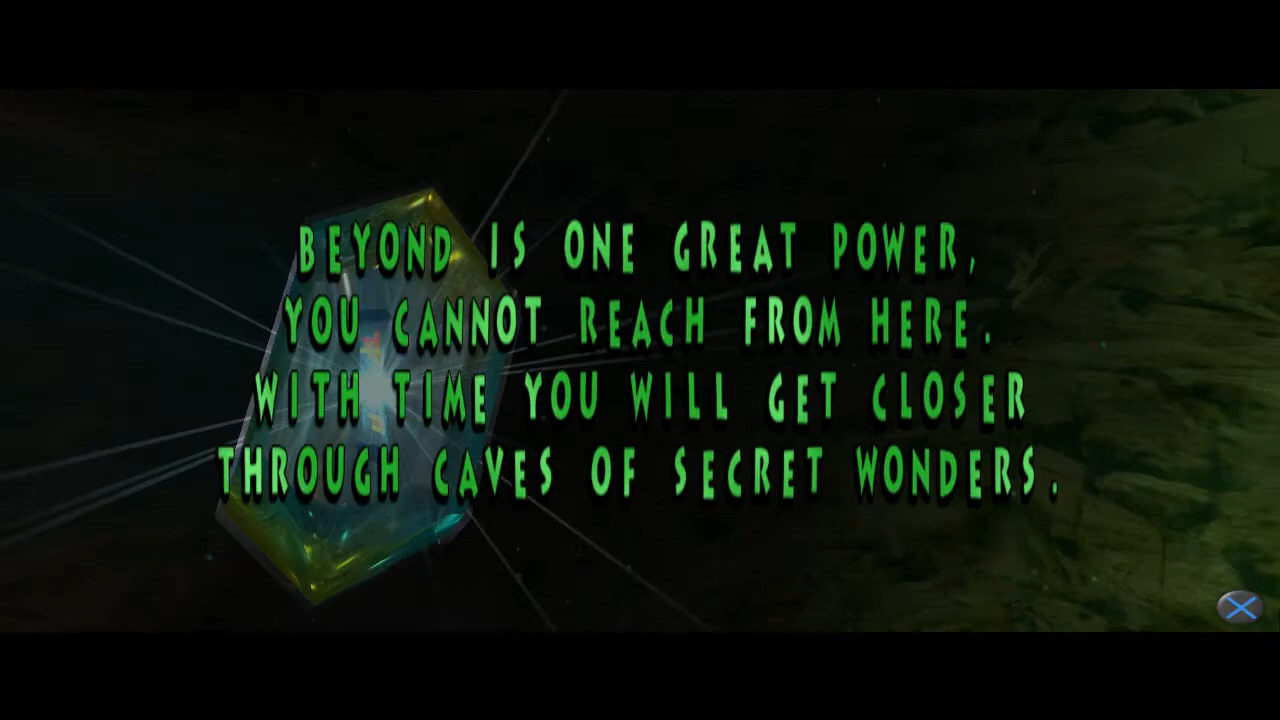 BEYOND IS ONE GREAT POWER,
YOU CANNOT REACH FROM HERE.
WITH TIME YOU WILL GET CLOSER
THROUGH CAVES OF SECRET WONDERS.